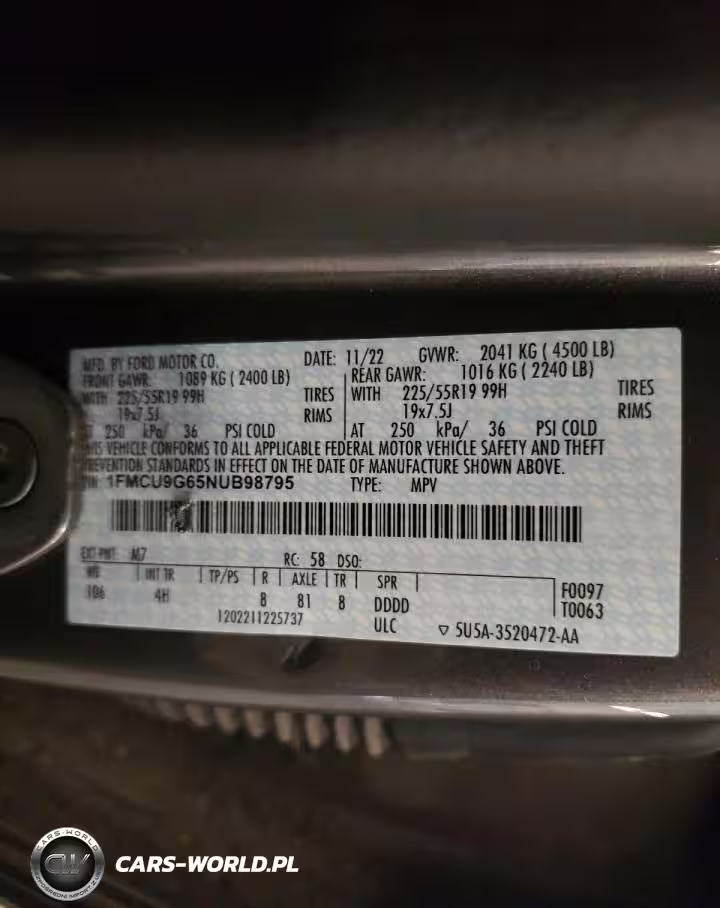 MFD. BY FORD MOTOR CO. DATE: 11/22 GVWR: 2041 KG ( 4500 LB)
FRONT GAWR: 1089 KG ( 2400 LB) REAR GAWR: 1016 KG ( 2240 LB)
WITH 225/55R19 99H TIRES WITH 225/55R19 99H TIRES
19x7.5J RIMS 19x7.5J RIMS
AT 250 kPa/ 36 PSI COLD AT 250 kPa/ 36 PSI COLD
THIS VEHICLE CONFORMS TO ALL APPLICABLE FEDERAL MOTOR VEHICLE SAFETY AND THEFT
PREVENTION STANDARDS IN EFFECT ON THE DATE OF MANUFACTURE SHOWN ABOVE.
VIN: 1FMCU9G65NUB98795 TYPE: MPV
EXT PNT: M7 RC: 58 DSO:
WB INT TR TP/PS R AXLE TR SPR F0097
106 4H 8 81 8 DDDD T0063
1202211225737 ULC ▽ 5U5A-3520472-AA
CARS-WORLD
CW
CARS-WORLD.PL